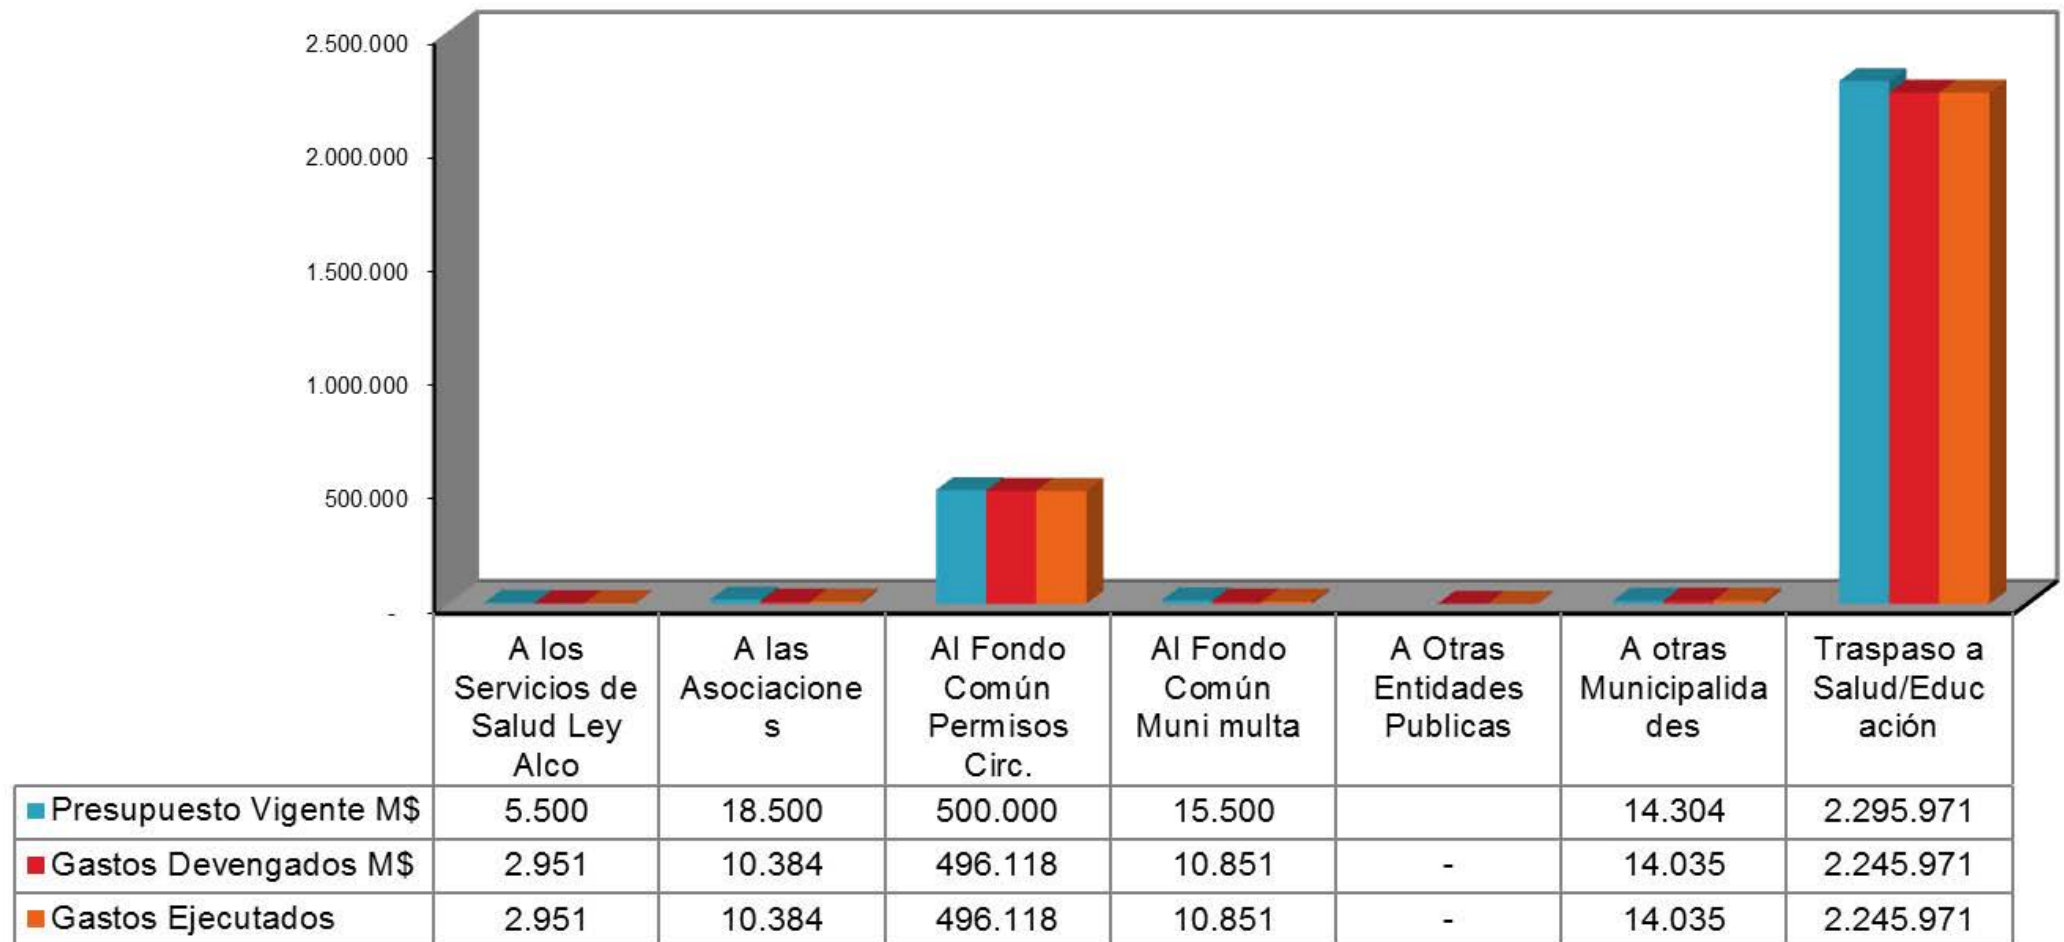 2.500.000
2.000.000
1.500.000
1.000.000
500.000
-
A los
Servicios de
Salud Ley
Alco
A las
Asociacione
s
Al Fondo
Común
Permisos
Circ.
Al Fondo
Común
Muni multa
A Otras
Entidades
Publicas
A otras
Municipalida
des
Traspaso a
Salud/Educ
ación
Presupuesto Vigente M$ 5.500 18.500 500.000 15.500 14.304 2.295.971
Gastos Devengados M$ 2.951 10.384 496.118 10.851 - 14.035 2.245.971
Gastos Ejecutados 2.951 10.384 496.118 10.851 - 14.035 2.245.971